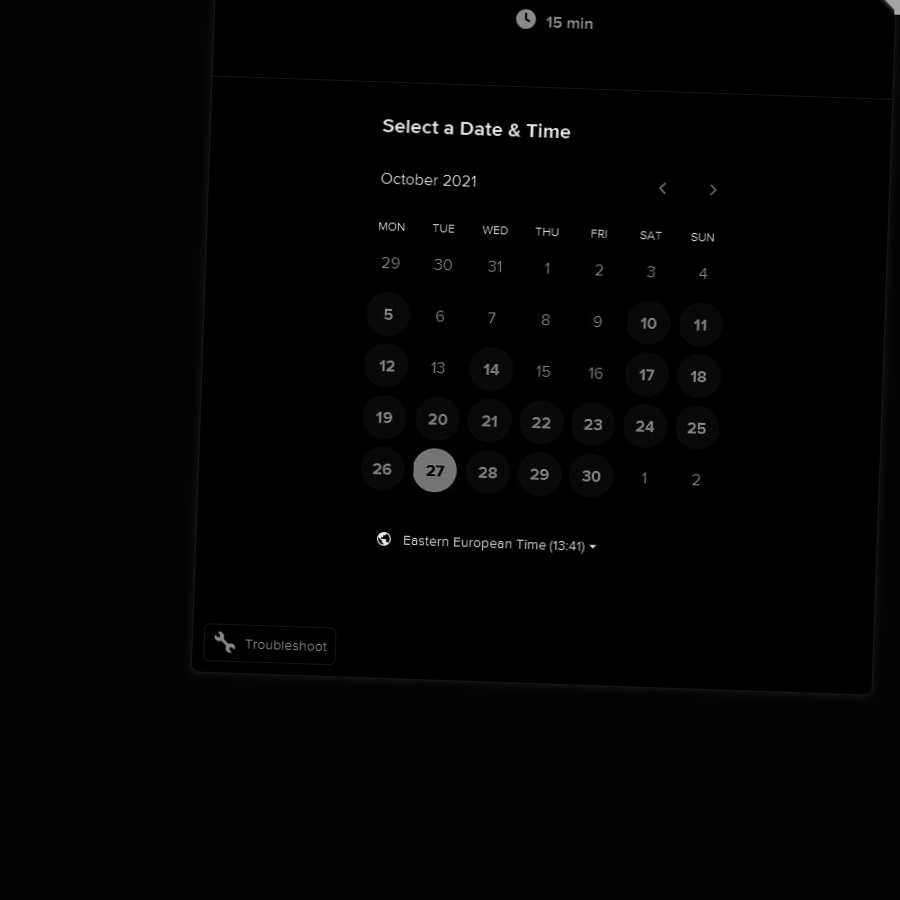 15 min
Select a Date & Time
October 2021
MON TUE WED THU FRI SAT SUN
29 30 31 1 2 3 4
5 6 7 8 9 10 11
12 13 14 15 16 17 18
19 20 21 22 23 24 25
26 27 28 29 30 1 2
Eastern European Time (13:41)
Troubleshoot